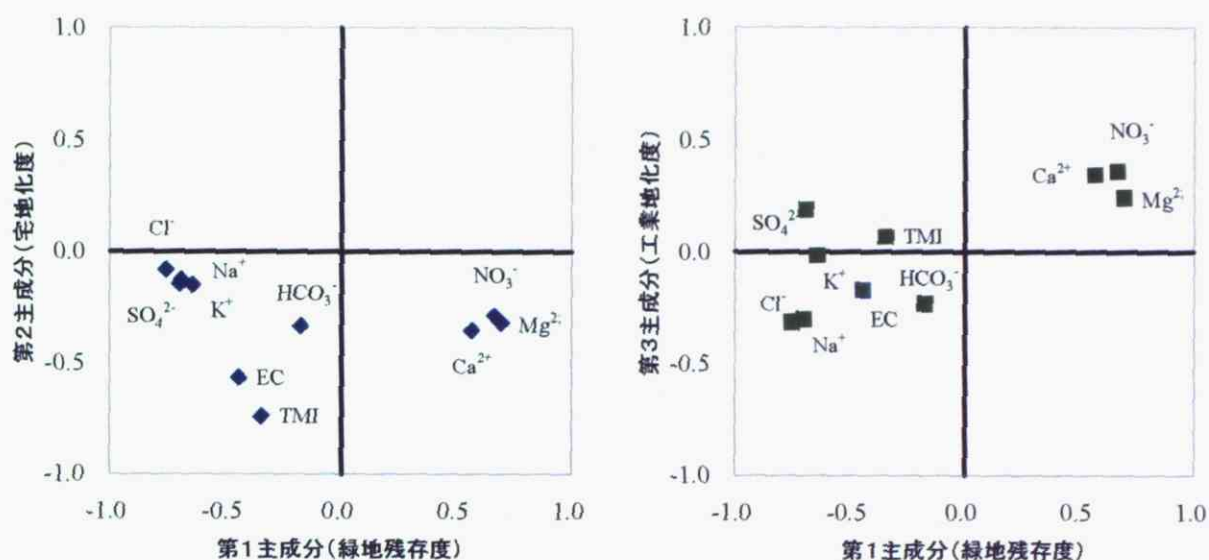 1.0
0.5
0.0
-0.5
-1.0
第2主成分(宅地化度)
Cl⁻
Na⁺
SO₄²⁻
K⁺
HCO₃⁻
NO₃⁻
Mg²⁺
Ca²⁺
EC
TMI
-1.0 -0.5 0.0 0.5 1.0
第1主成分(緑地残存度)
1.0
0.5
0.0
-0.5
-1.0
第3主成分(工業地化度)
NO₃⁻
Ca²⁺
Mg²⁺
SO₄²⁻
TMI
K⁺
HCO₃⁻
Cl⁻
EC
Na⁺
-1.0 -0.5 0.0 0.5 1.0
第1主成分(緑地残存度)